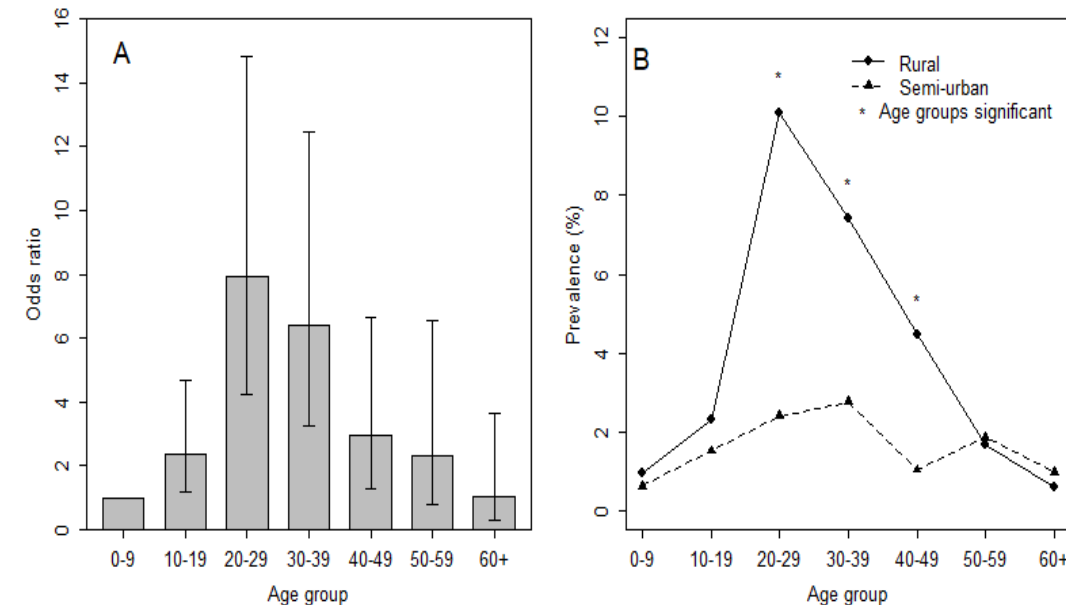 A
Odds ratio
16
14
12
10
8
6
4
2
0
0-9 10-19 20-29 30-39 40-49 50-59 60+
Age group
B
Rural
Semi-urban
* Age groups significant
Prevalence (%)
12
10
8
6
4
2
0
*
*
*
0-9 10-19 20-29 30-39 40-49 50-59 60+
Age group